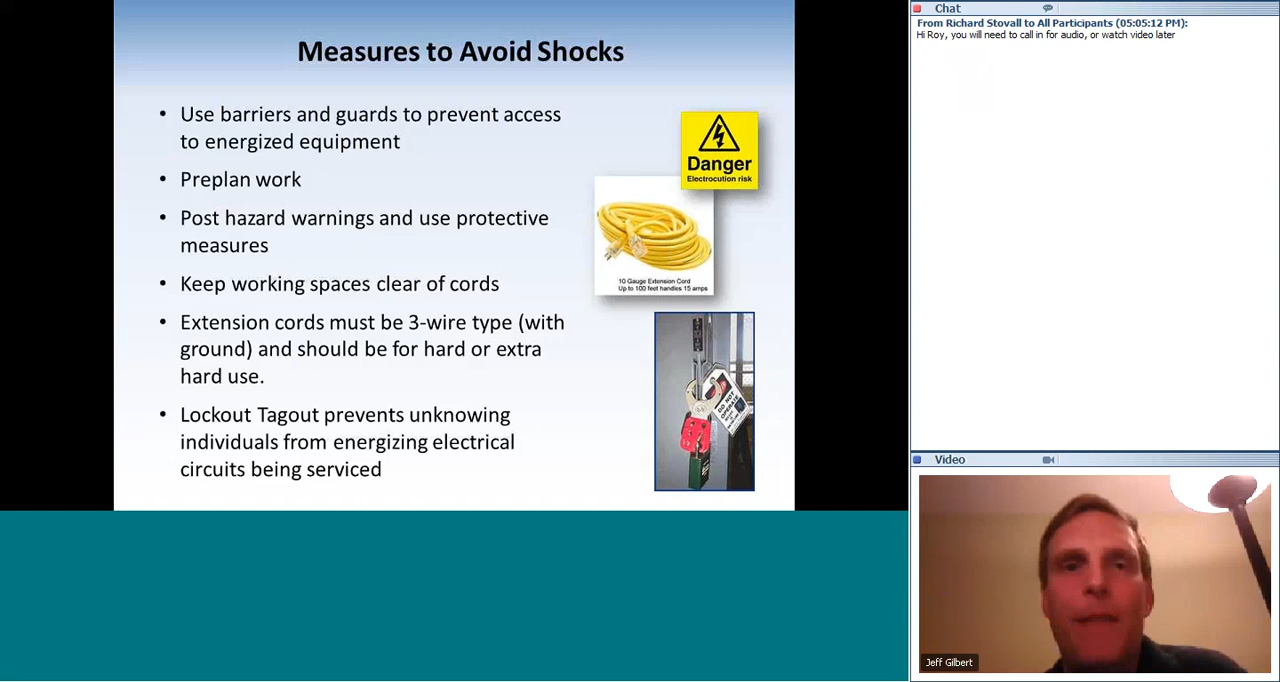 Measures to Avoid Shocks
• Use barriers and guards to prevent access
to energized equipment
• Preplan work
• Post hazard warnings and use protective
measures
• Keep working spaces clear of cords
• Extension cords must be 3-wire type (with
ground) and should be for hard or extra
hard use.
• Lockout Tagout prevents unknowing
individuals from energizing electrical
circuits being serviced
Danger
Electrocution risk
10 Gauge Extension Cord
Up to 100 feet handles 15 amps
DO NOT
OPERATE
Chat
From Richard Stovall to All Participants (05:05:12 PM):
Hi Roy, you will need to call in for audio, or watch video later
Video
Jeff Gilbert